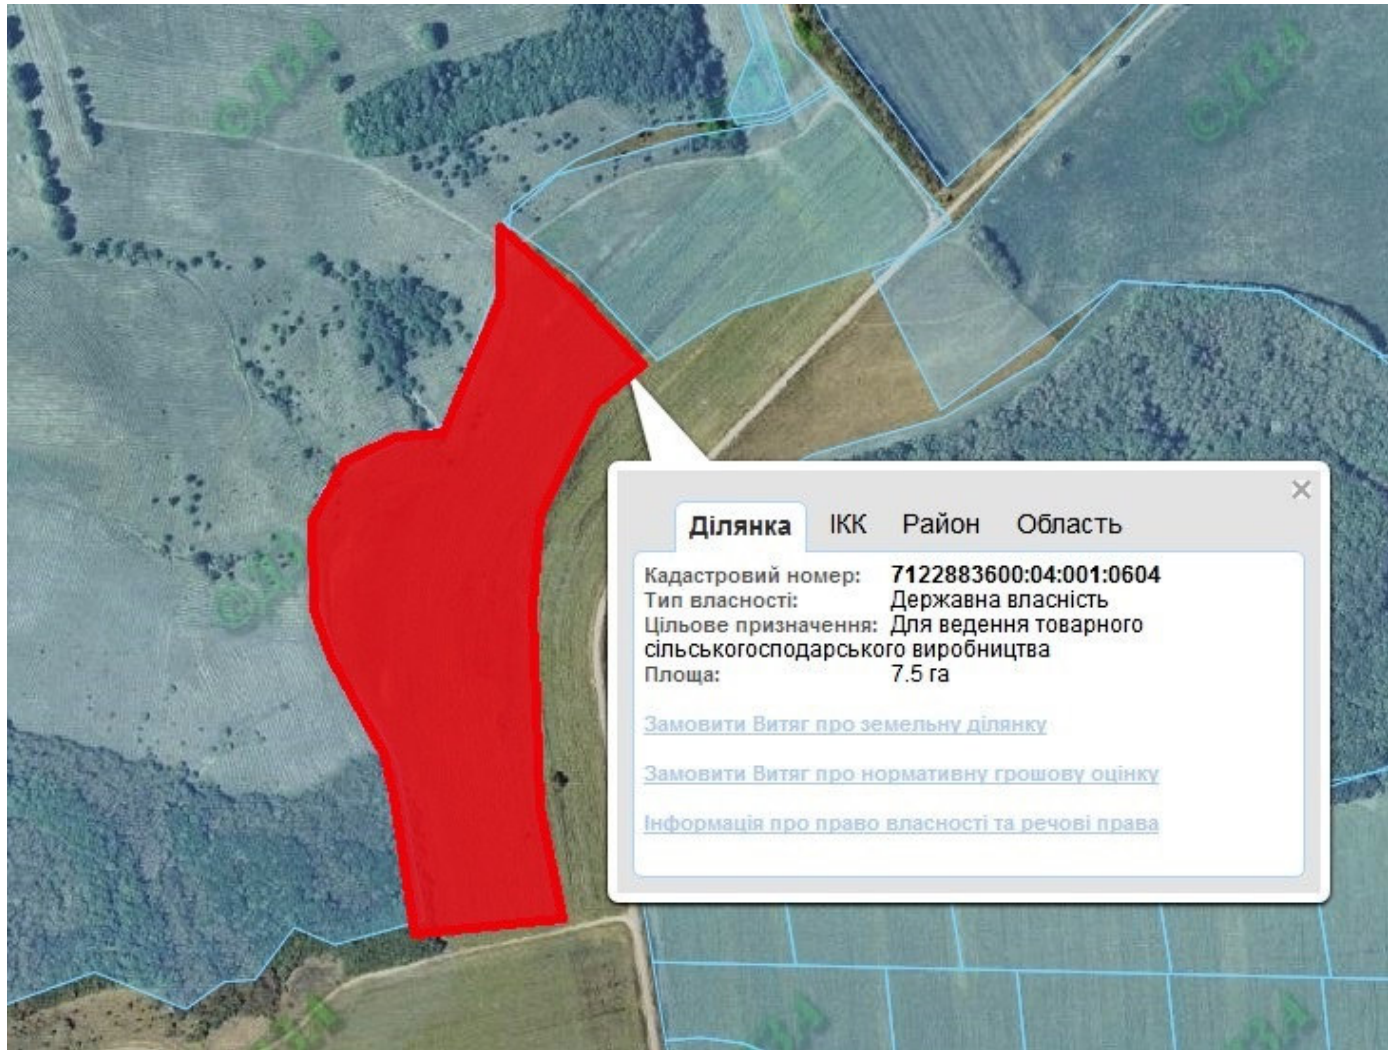 ©ДЗА
©ДЗА
Ділянка ІКК Район Область
Кадастровий номер: 7122883600:04:001:0604
Тип власності: Державна власність
Цільове призначення: Для ведення товарного
сільськогосподарського виробництва
Площа: 7.5 га
Замовити Витяг про земельну ділянку
Замовити Витяг про нормативну грошову оцінку
Інформація про право власності та речові права